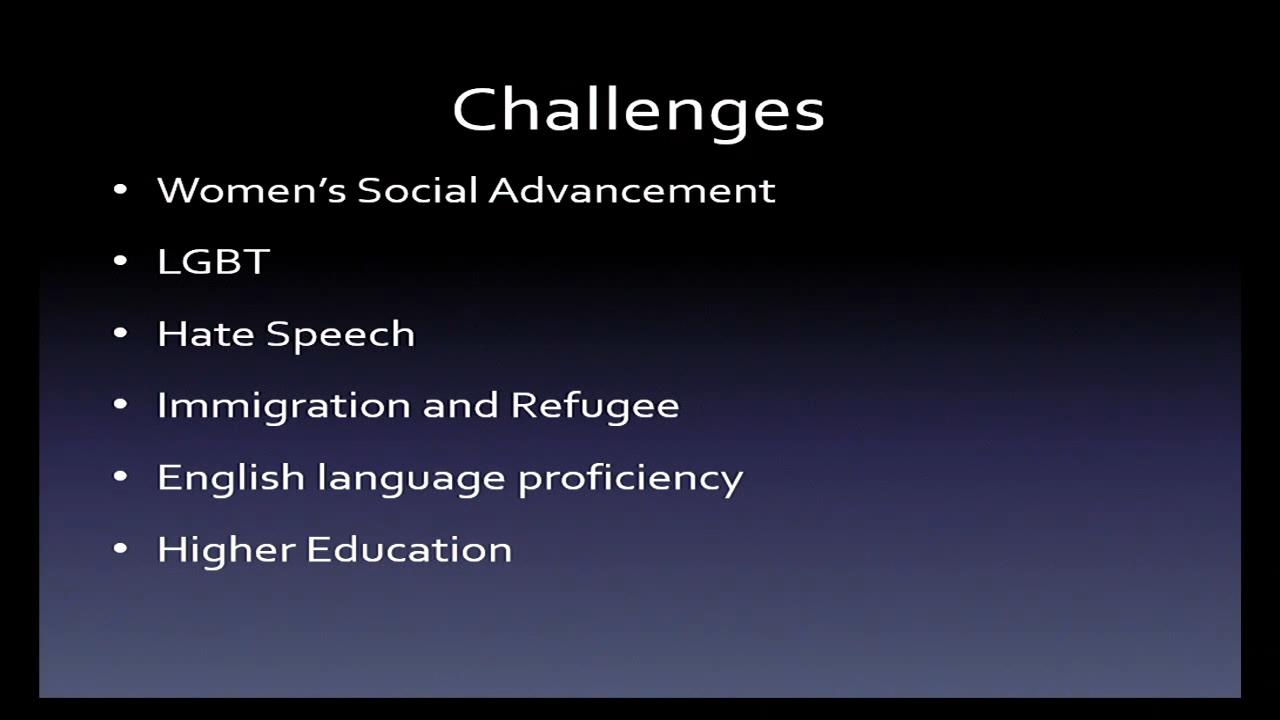 Challenges
• Women’s Social Advancement
• LGBT
• Hate Speech
• Immigration and Refugee
• English language proficiency
• Higher Education